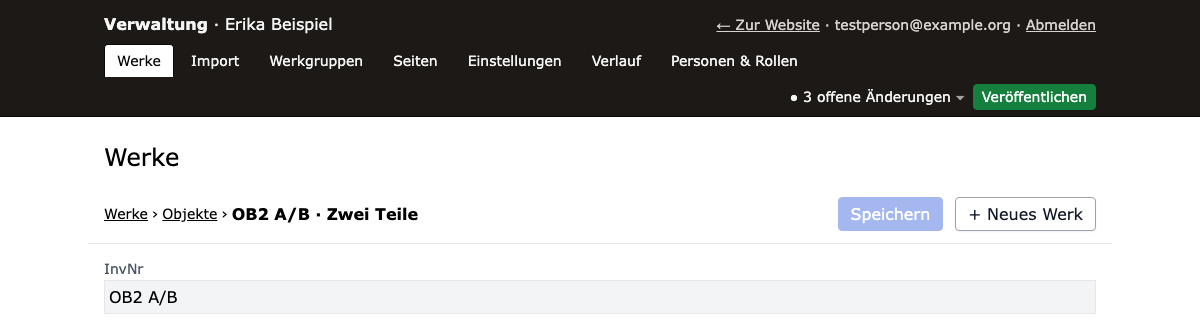 Verwaltung · Erika Beispiel
← Zur Website · testperson@example.org · Abmelden
Werke Import Werkgruppen Seiten Einstellungen Verlauf Personen & Rollen
• 3 offene Änderungen Veröffentlichen
Werke
Werke › Objekte › OB2 A/B · Zwei Teile
Speichern + Neues Werk
InvNr
OB2 A/B